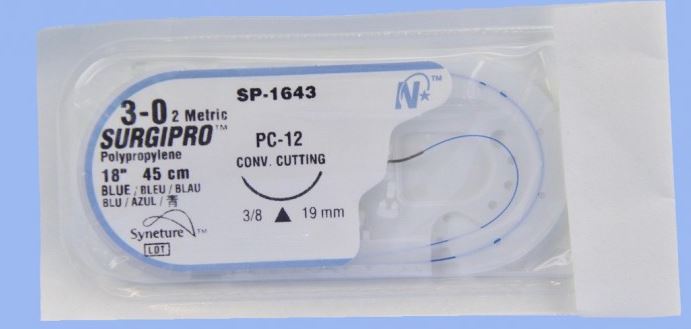 3-0 2 Metric
SURGIPRO™
Polypropylene
18" 45 cm
BLUE / BLEU / BLAU
BLU / AZUL / 青
Syneture™
LOT
SP-1643
N™
PC-12
CONV. CUTTING
3/8 ▲ 19 mm